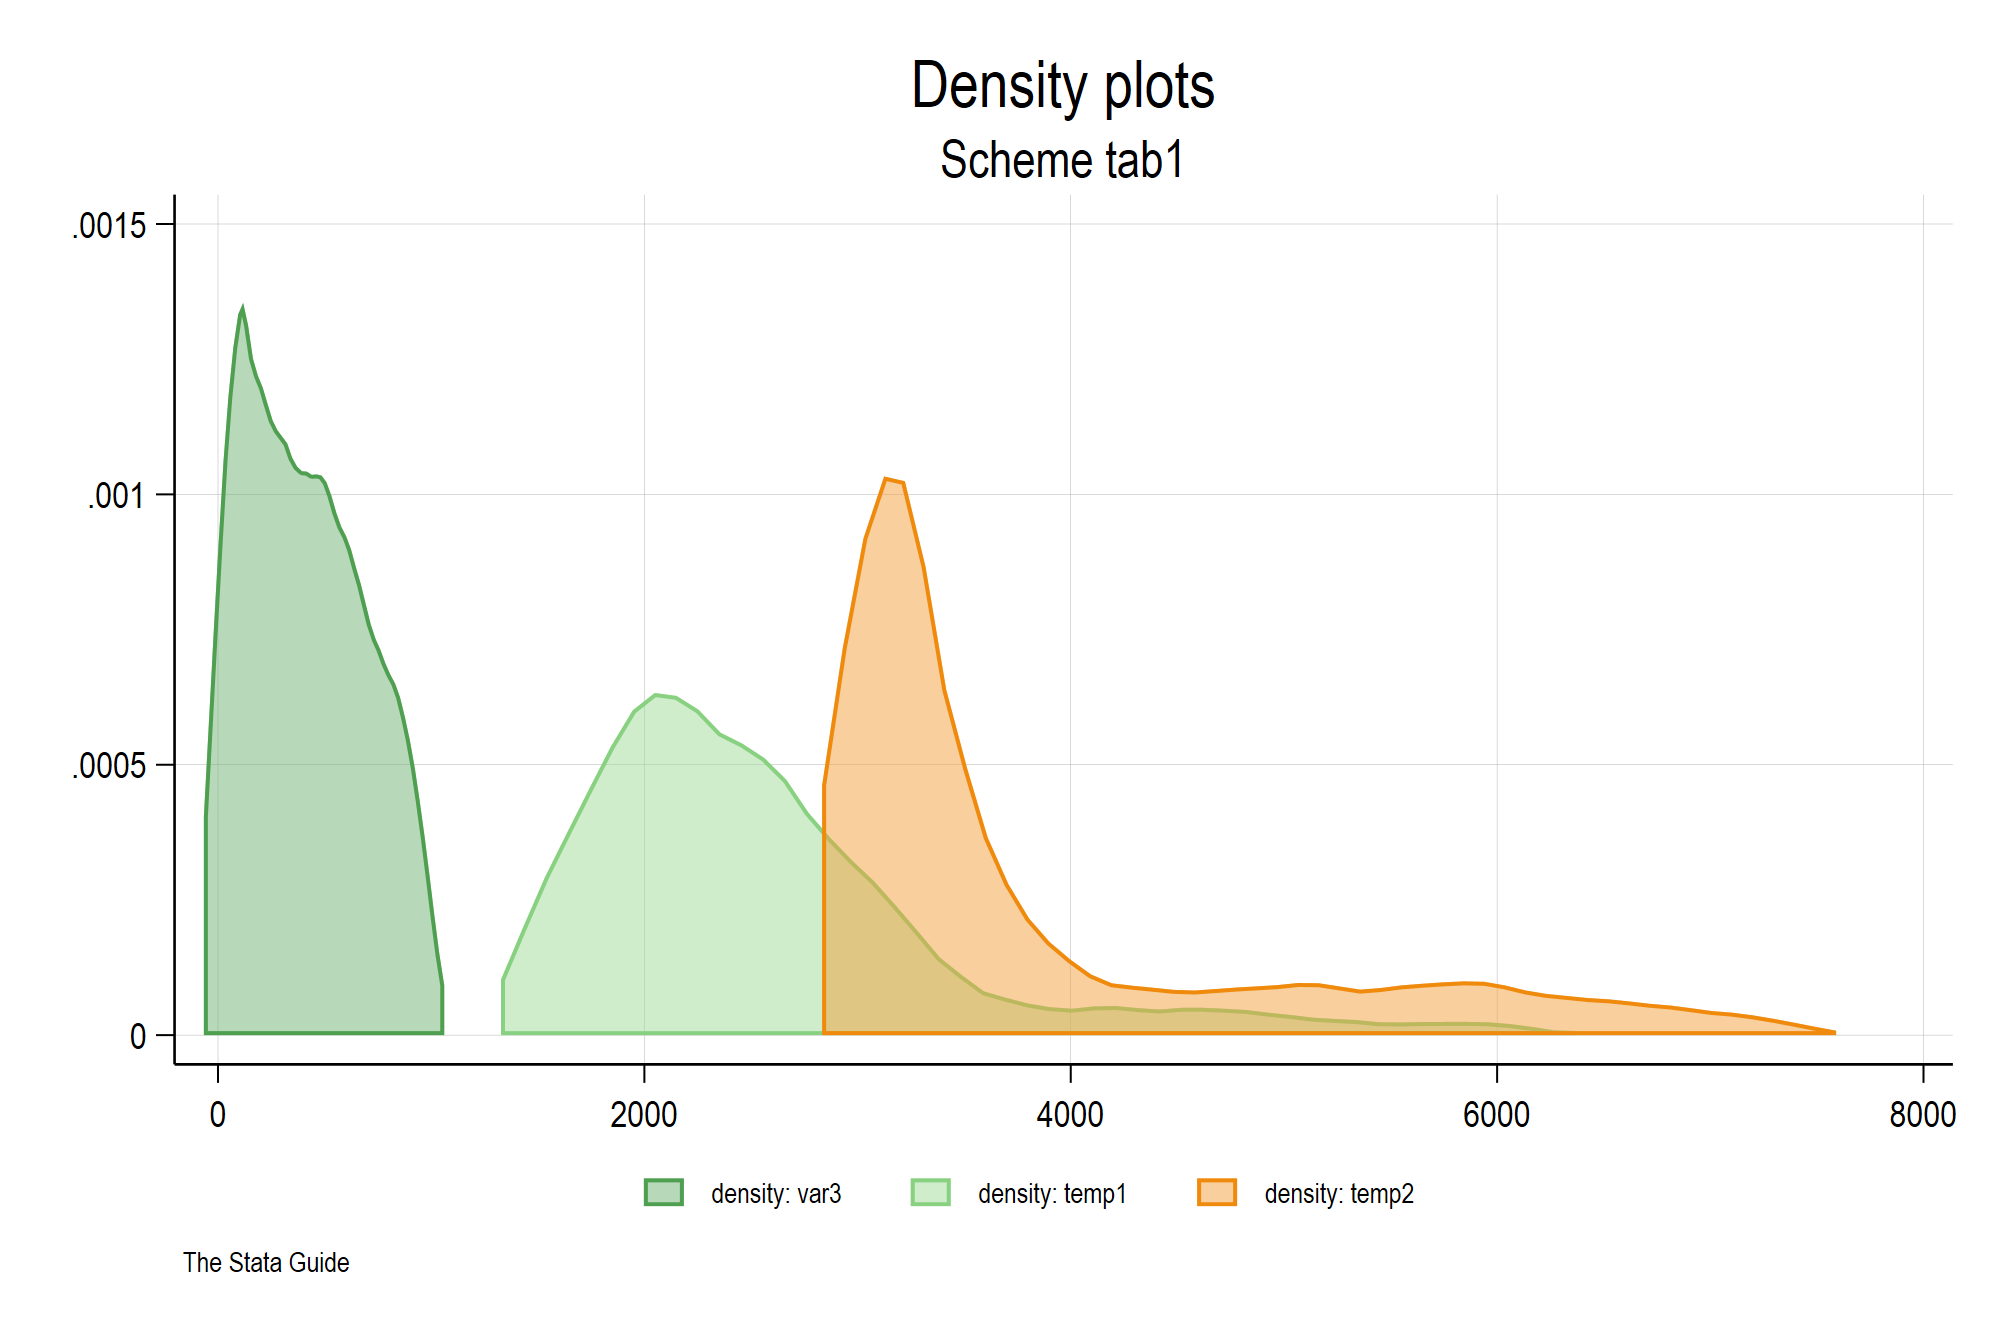 Density plots
Scheme tab1
.0015
.001
.0005
0
0 2000 4000 6000 8000
density: var3 density: temp1 density: temp2
The Stata Guide